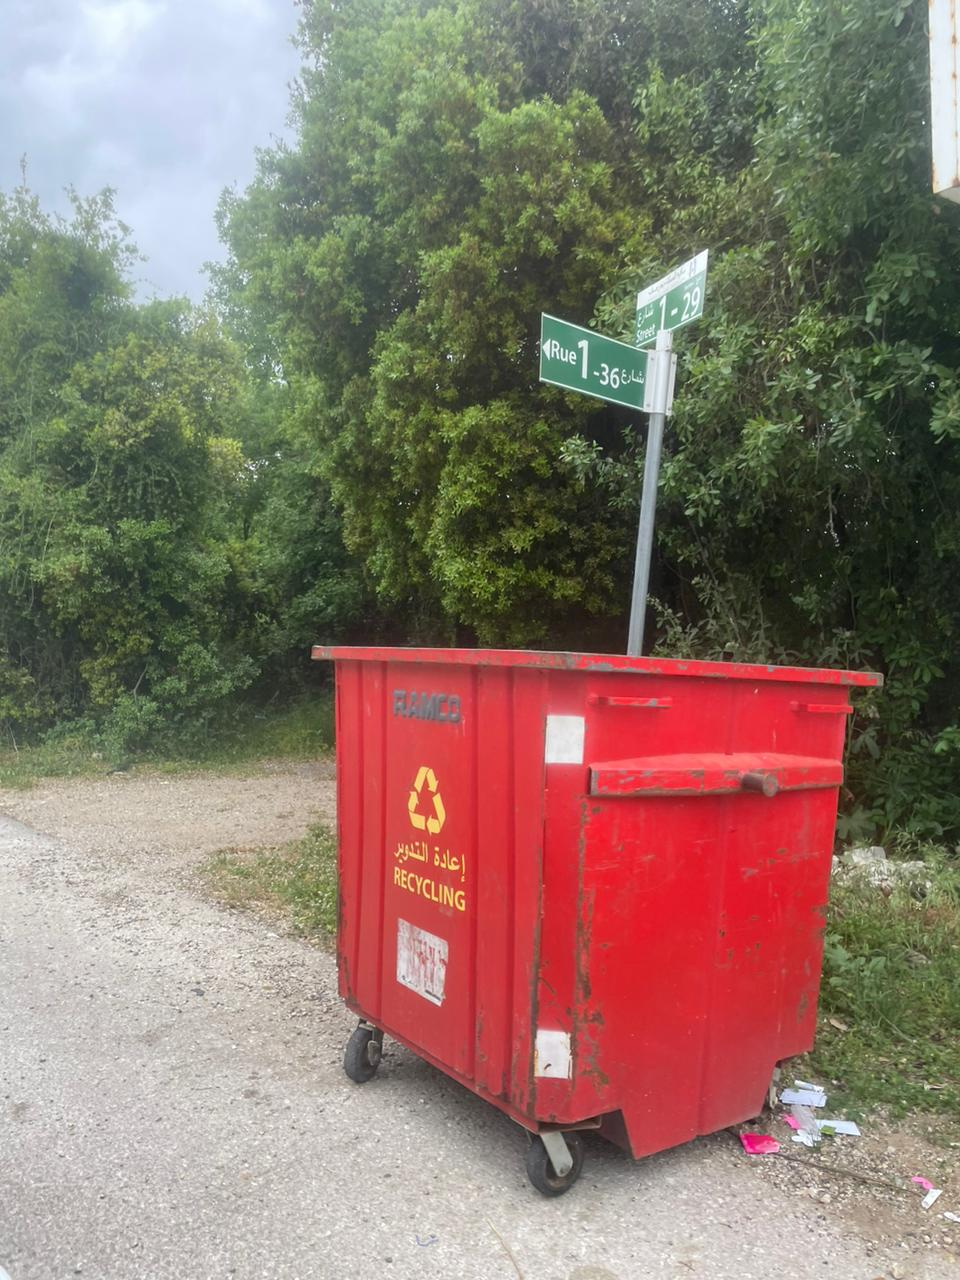 شارع
Street 1 - 29
Rue 1 -36 شارع
RAMCO
إعادة التدوير
RECYCLING